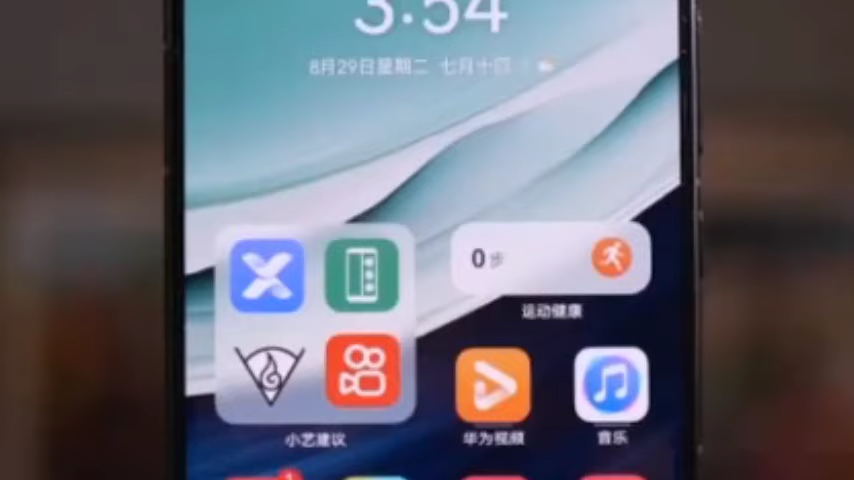 3:54
8月29日星期二 七月十四
0步
运动健康
小艺建议
华为视频
音乐
1